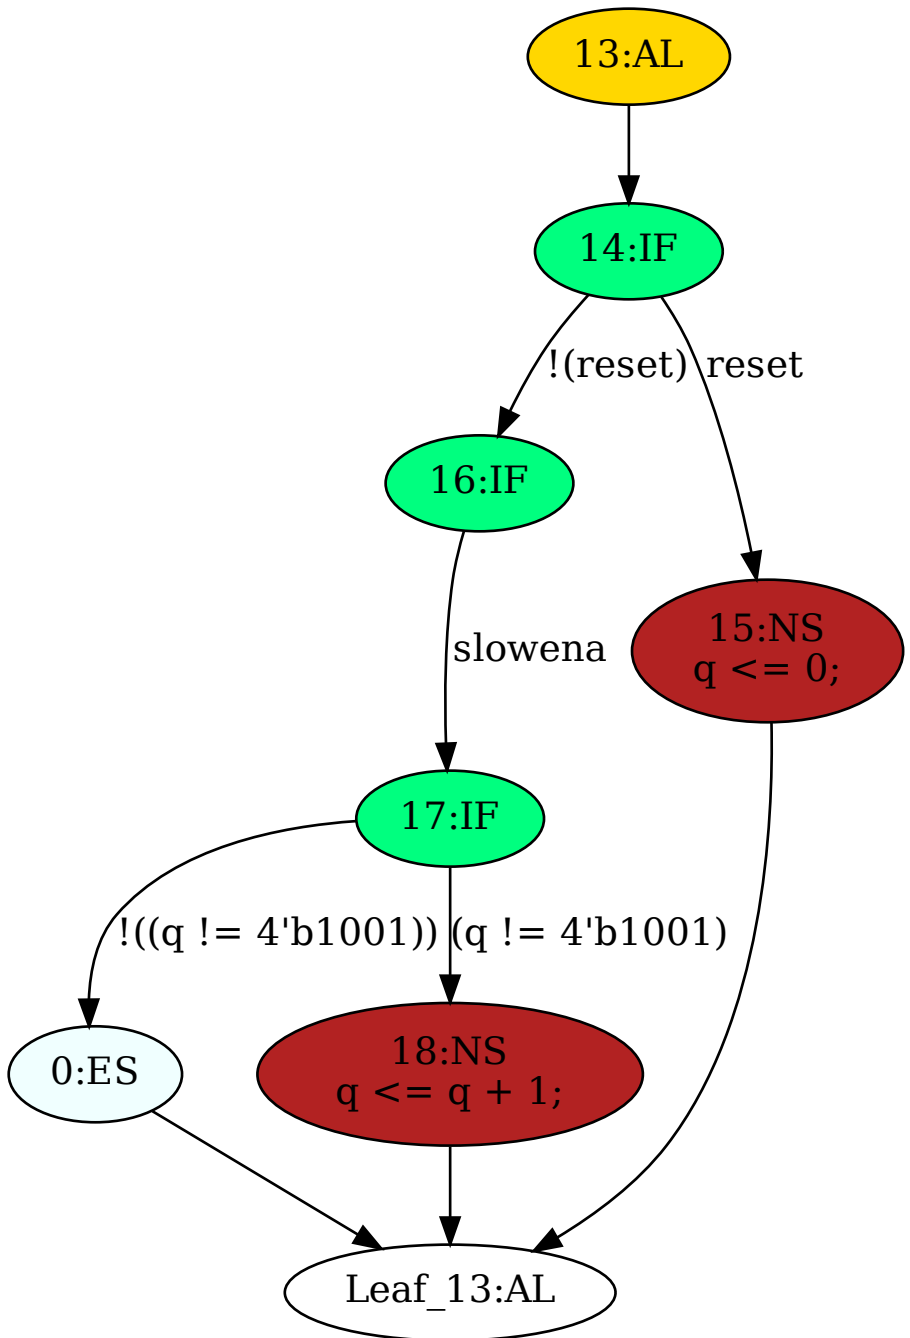 13:AL
14:IF
!(reset)
reset
16:IF
slowena
15:NS
q <= 0;
17:IF
!((q != 4'b1001))
(q != 4'b1001)
0:ES
18:NS
q <= q + 1;
Leaf_13:AL